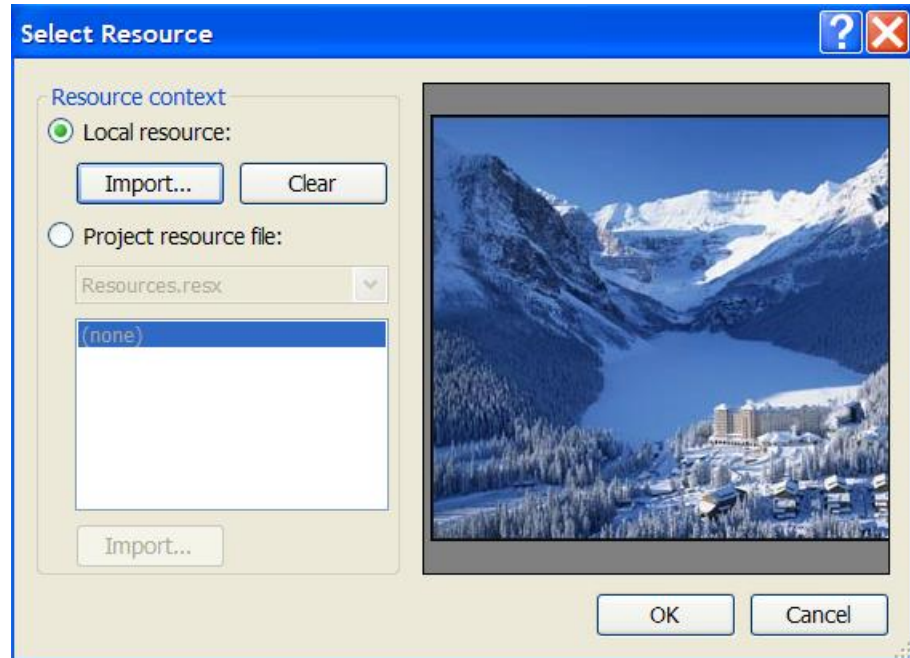 Select Resource
Resource context
Local resource:
Import... Clear
Project resource file:
Resources.resx
(none)
Import...
OK Cancel